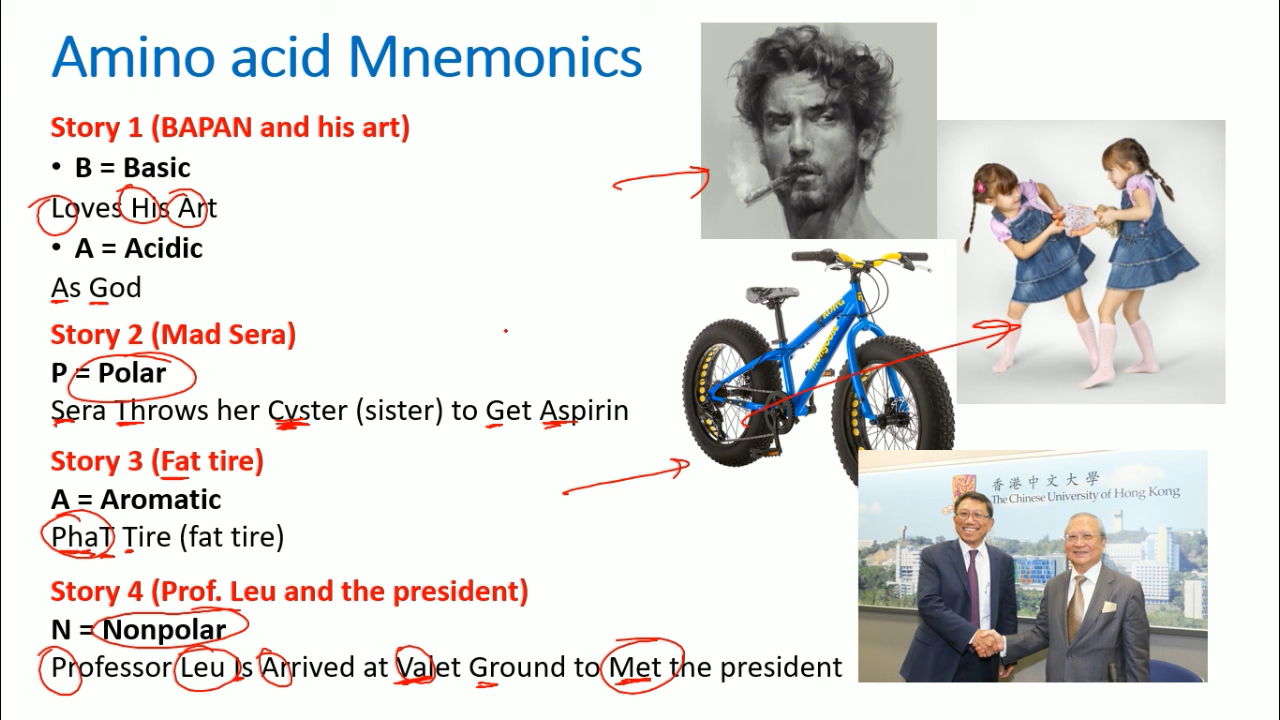 Amino acid Mnemonics
Story 1 (BAPAN and his art)
• B = Basic
Loves His Art
• A = Acidic
As God
Story 2 (Mad Sera)
P = Polar
Sera Throws her Cyster (sister) to Get Aspirin
Story 3 (Fat tire)
A = Aromatic
PhaT Tire (fat tire)
Story 4 (Prof. Leu and the president)
N = Nonpolar
Professor Leu is Arrived at Valet Ground to Met the president
香港中文大學
The Chinese University of Hong Kong